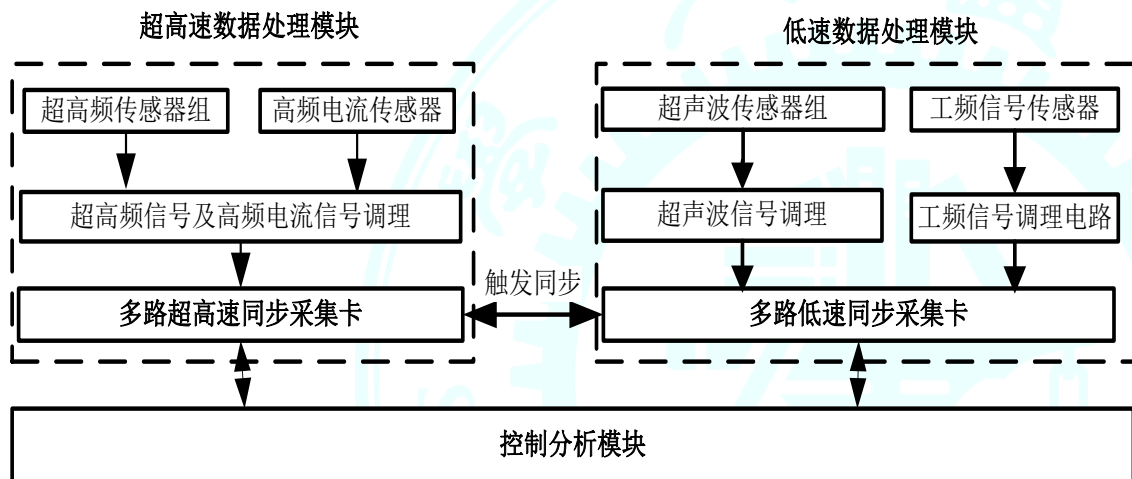 超高速数据处理模块
低速数据处理模块
超高频传感器组
高频电流传感器
超声波传感器组
工频信号传感器
超高频信号及高频电流信号调理
超声波信号调理
工频信号调理电路
触发同步
多路超高速同步采集卡
多路低速同步采集卡
控制分析模块